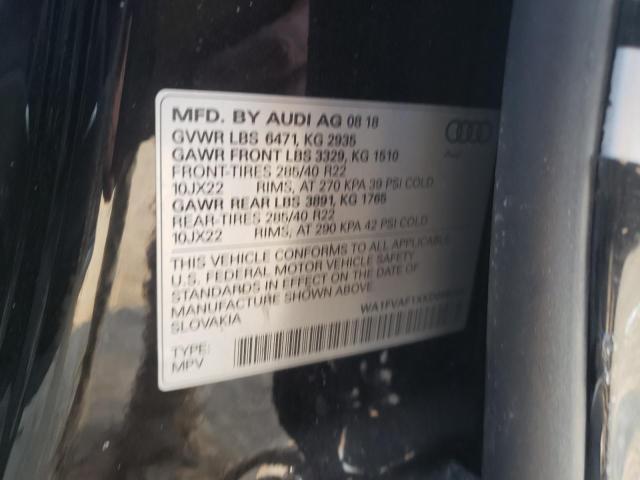 MFD. BY AUDI AG 08 18
GVWR LBS 6471, KG 2935
GAWR FRONT LBS 3329, KG 1510
FRONT-TIRES 285/40 R22
10JX22 RIMS, AT 270 KPA 39 PSI COLD
GAWR REAR LBS 3891, KG 1765
REAR-TIRES 285/40 R22
10JX22 RIMS, AT 290 KPA 42 PSI COLD
THIS VEHICLE CONFORMS TO ALL APPLICABLE
U.S. FEDERAL MOTOR VEHICLE SAFETY
STANDARDS IN EFFECT ON THE DATE OF
MANUFACTURE SHOWN ABOVE.
SLOVAKIA
TYPE:
MPV